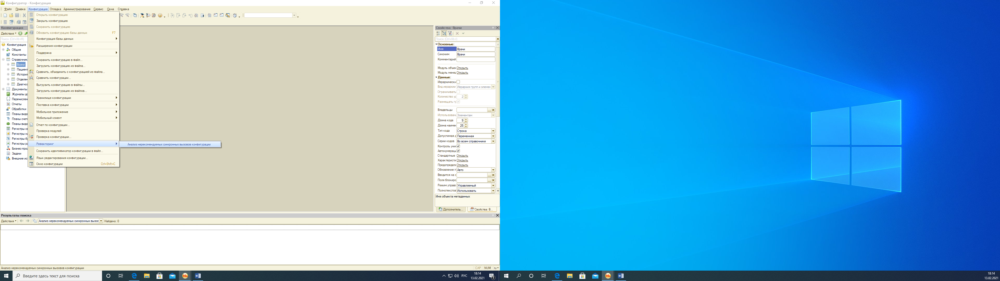 Конфигуратор - Конфигурация
Файл Правка Конфигурация Отладка Администрирование Сервис Окна Справка
Конфигурация
Действия
Поиск (Ctrl+Alt+M)
Конфигурация
Общие
Константы
Справочник
Врачи
Пациент
История
Отделен
Диагноз
Документы
Журналы до
Перечислен
Отчеты
Обработки
Планы видо
Планы счет
Планы видо
Регистры св
Регистры на
Регистры бу
Регистры ра
Бизнес-проц
Задачи
Внешние ис
Открыть конфигурацию
Закрыть конфигурацию
Сохранить конфигурацию
Обновить конфигурацию базы данных F7
Конфигурация базы данных
Расширения конфигурации
Поддержка
Сохранить конфигурацию в файл...
Загрузить конфигурацию из файла...
Сравнить, объединить с конфигурацией из файла...
Сравнить конфигурации...
Выгрузить конфигурацию в файлы...
Загрузить конфигурацию из файлов...
Хранилище конфигурации
Поставка конфигурации
Мобильное приложение
Мобильный клиент
Отчет по конфигурации...
Проверка модулей
Проверка конфигурации...
Рефакторинг
Анализ нерекомендуемых синхронных вызовов конфигурации
Сохранить идентификатор конфигурации в файл...
Язык редактирования конфигурации...
Окно конфигурации Ctrl+Shift+C
Свойства: Врачи
Поиск (Ctrl+Alt+I)
Основные:
Имя Врачи
Синоним Врачи
Комментарий
Модуль объек Открыть
Модуль менед Открыть
Данные:
Иерархически
Вид иерархии Иерархия групп и элемен
Ограничивать
Количество ур 2
Размещать гр
Владельцы
Использовани Элементам
Длина кода 9
Длина наимен 25
Тип кода Строка
Допустимая д Переменная
Серии кодов Во всем справочнике
Контроль уни
Автонумераци
Стандартные Открыть
Характеристи Открыть
Предопределе Открыть
Обновление п Авто
Вводится на о
Поля блокиро
Режим управл Управляемый
Полнотекстов Использовать
Имя объекта метаданных
Дополнитель... Свойства: В...
Результаты поиска
Действия Анализ нерекомендуемых синхронных вызов Найдено: 0
Анализ нерекомендуемых синхронных вызовов конфигурации
CAP NUM ru
Введите здесь текст для поиска
РУС
18:14
13.02.2021
1
18:14
13.02.2021